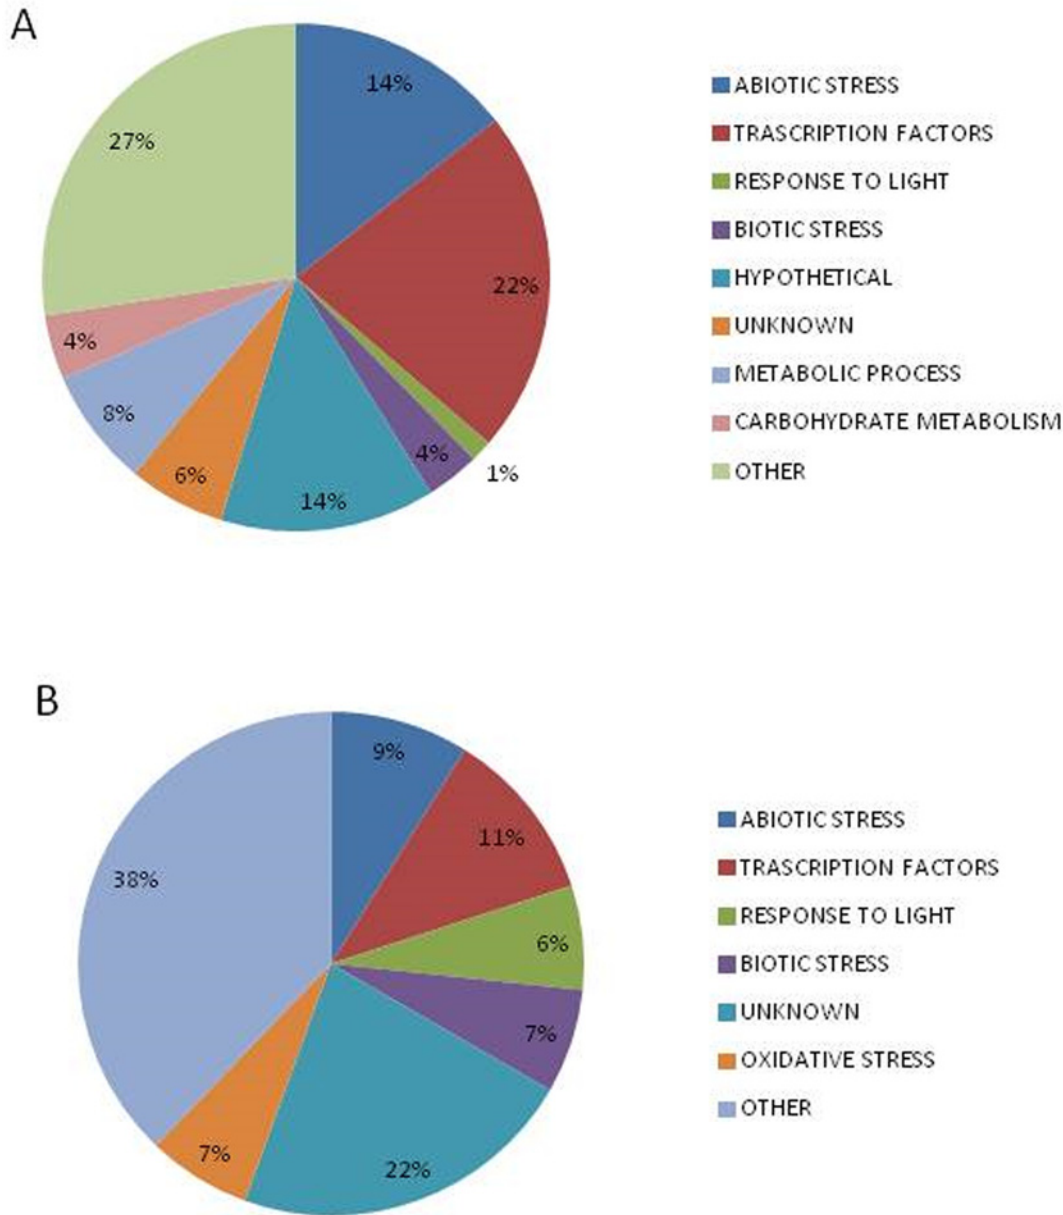 A
14%
22%
1%
4%
14%
6%
8%
4%
27%
ABIOTIC STRESS
TRASCRIPTION FACTORS
RESPONSE TO LIGHT
BIOTIC STRESS
HYPOTHETICAL
UNKNOWN
METABOLIC PROCESS
CARBOHYDRATE METABOLISM
OTHER
B
9%
11%
6%
7%
22%
7%
38%
ABIOTIC STRESS
TRASCRIPTION FACTORS
RESPONSE TO LIGHT
BIOTIC STRESS
UNKNOWN
OXIDATIVE STRESS
OTHER